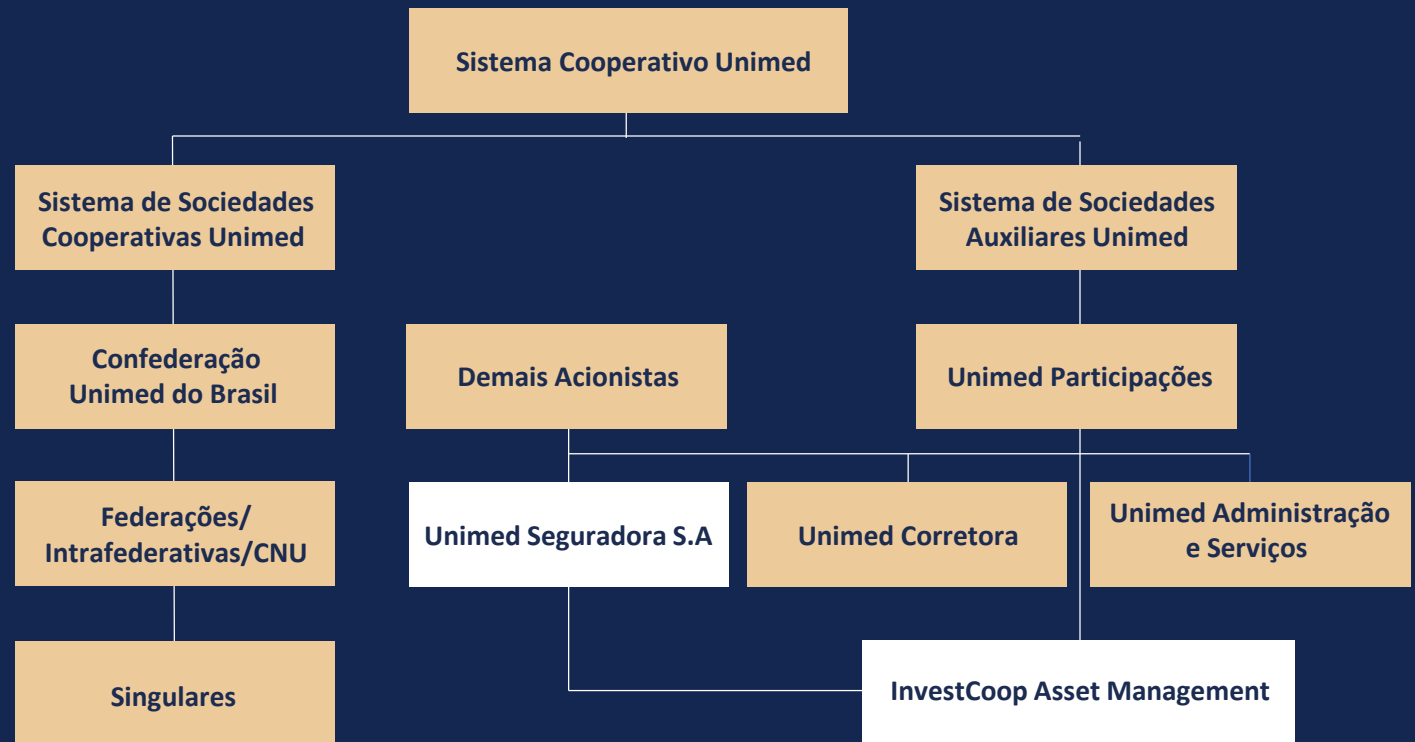 Sistema Cooperativo Unimed
Sistema de Sociedades
Cooperativas Unimed
Sistema de Sociedades
Auxiliares Unimed
Confederação
Unimed do Brasil
Demais Acionistas
Unimed Participações
Federações/
Intrafederativas/CNU
Unimed Seguradora S.A
Unimed Corretora
Unimed Administração
e Serviços
Singulares
InvestCoop Asset Management